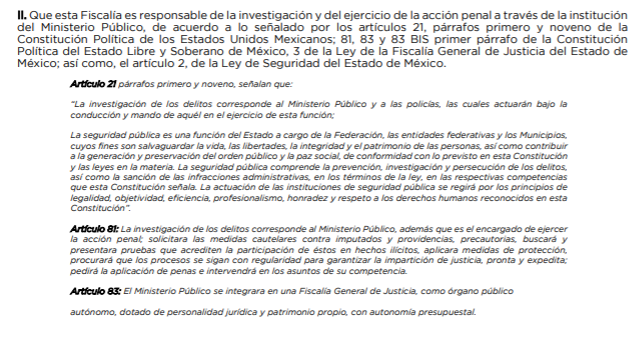 II. Que esta Fiscalía es responsable de la investigación y del ejercicio de la acción penal a través de la institución
del Ministerio Público, de acuerdo a lo señalado por los artículos 21, párrafos primero y noveno de la
Constitución Política de los Estados Unidos Mexicanos; 81, 83 y 83 BIS primer párrafo de la Constitución
Política del Estado Libre y Soberano de México, 3 de la Ley de la Fiscalía General de Justicia del Estado de
México; así como, el artículo 2, de la Ley de Seguridad del Estado de México.
Artículo 21 párrafos primero y noveno, señalan que:
“La investigación de los delitos corresponde al Ministerio Público y a las policías, las cuales actuarán bajo la
conducción y mando de aquél en el ejercicio de esta función;
La seguridad pública es una función del Estado a cargo de la Federación, las entidades federativas y los Municipios,
cuyos fines son salvaguardar la vida, las libertades, la integridad y el patrimonio de las personas, así como contribuir
a la generación y preservación del orden público y la paz social, de conformidad con lo previsto en esta Constitución
y las leyes en la materia. La seguridad pública comprende la prevención, investigación y persecución de los delitos,
así como la sanción de las infracciones administrativas, en los términos de la ley, en las respectivas competencias
que esta Constitución señala. La actuación de las instituciones de seguridad pública se regirá por los principios de
legalidad, objetividad, eficiencia, profesionalismo, honradez y respeto a los derechos humanos reconocidos en esta
Constitución”.
Artículo 81: La investigación de los delitos corresponde al Ministerio Público, además que es el encargado de ejercer
la acción penal; solicitara las medidas cautelares contra imputados y providencias, precautorias, buscará y
presentara pruebas que acrediten la participación de éstos en hechos ilícitos, aplicara medidas de protección,
procurará que los procesos se sigan con regularidad para garantizar la impartición de justicia, pronta y expedita;
pedirá la aplicación de penas e intervendrá en los asuntos de su competencia.
Artículo 83: El Ministerio Público se integrara en una Fiscalía General de Justicia, como órgano público
autónomo, dotado de personalidad jurídica y patrimonio propio, con autonomía presupuestal.